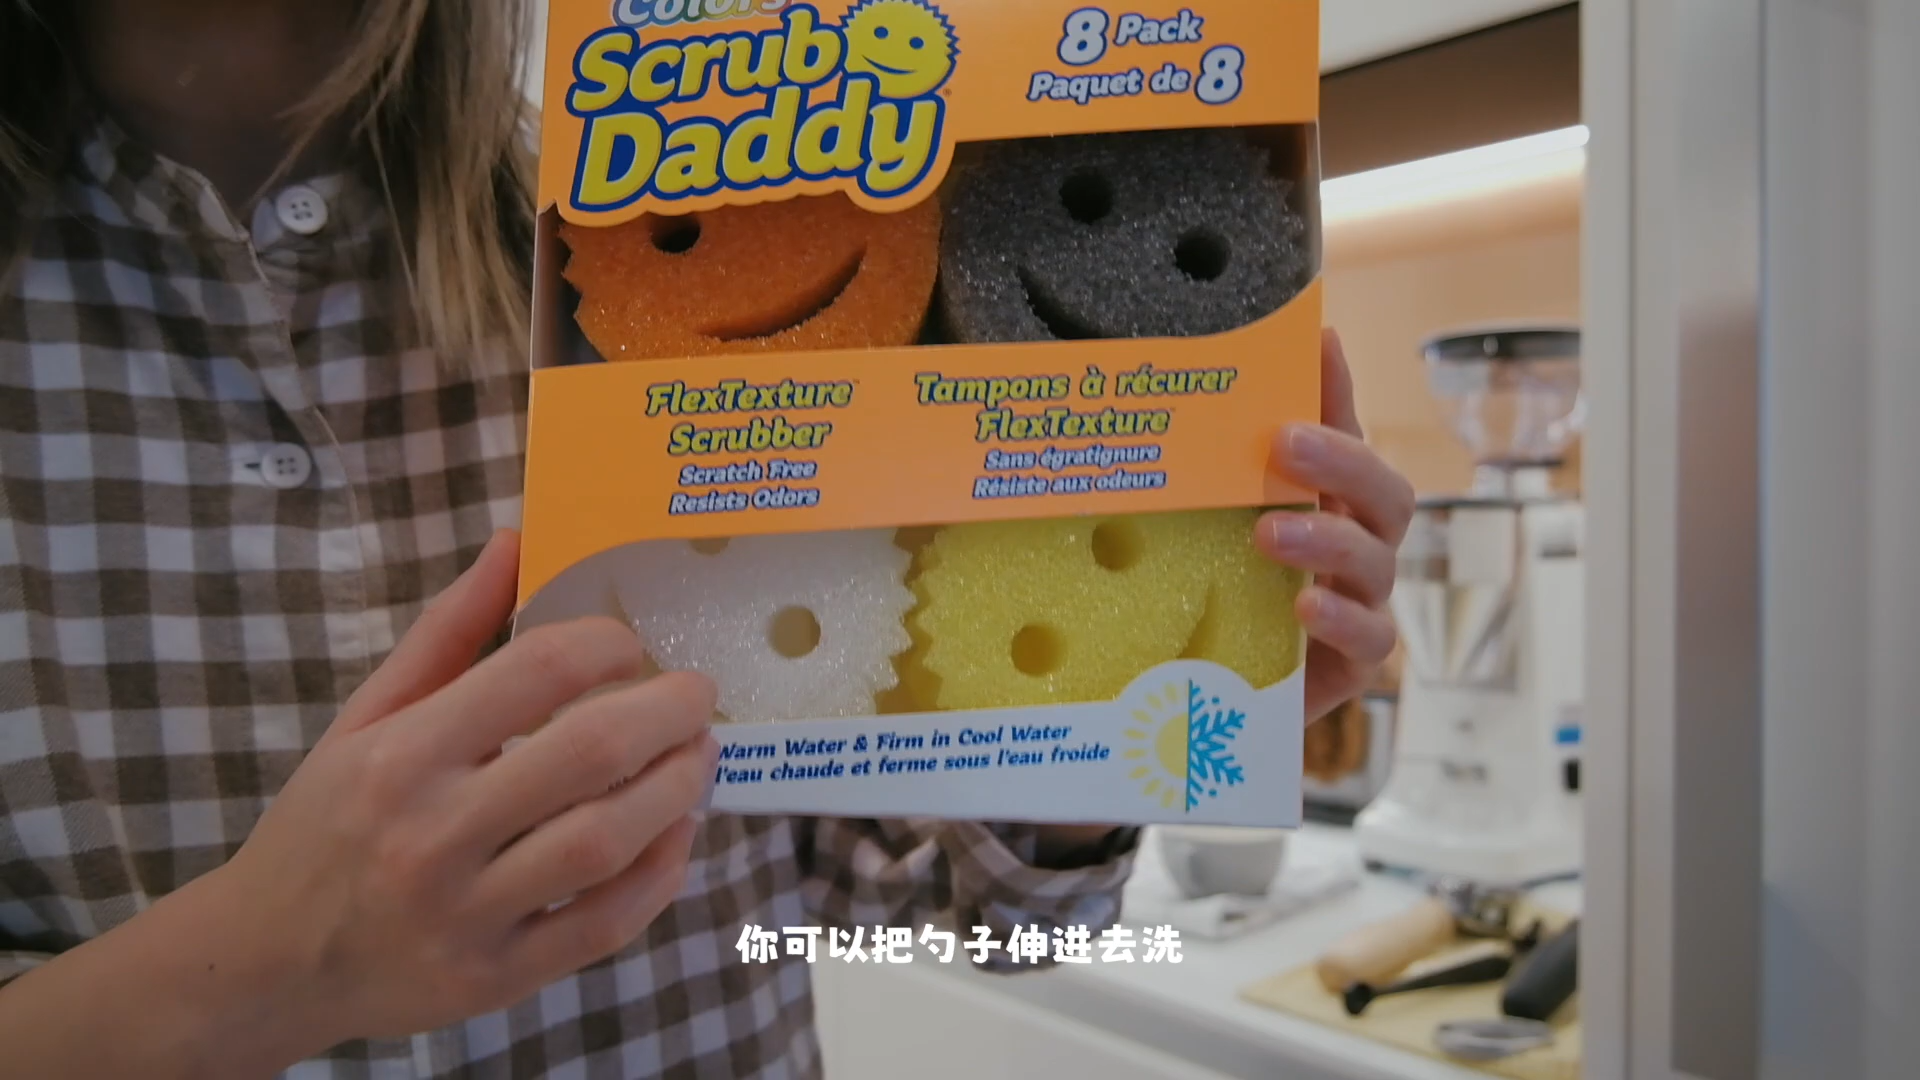 Colors
Scrub
Daddy
8 Pack
Paquet de 8
FlexTexture™
Scrubber
Scratch Free
Resists Odors
Tampons à récurer
FlexTexture
Sans égratignure
Résiste aux odeurs
Warm Water & Firm in Cool Water
l'eau chaude et ferme sous l'eau froide
你可以把勺子伸进去洗